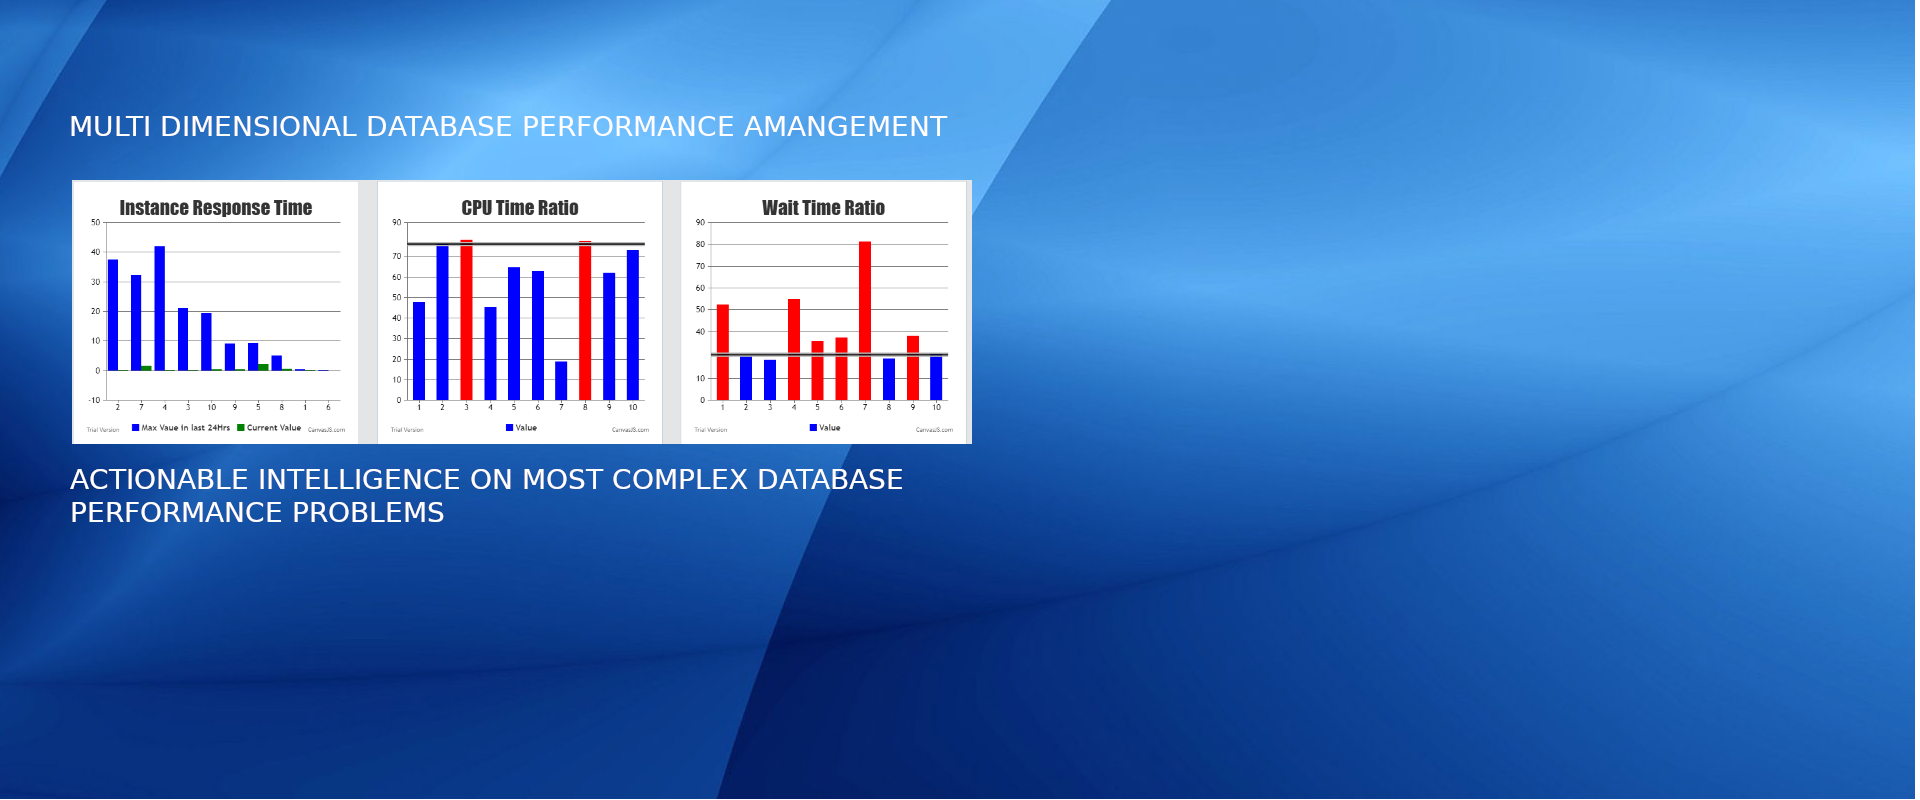 MULTI DIMENSIONAL DATABASE PERFORMANCE AMANGEMENT
Instance Response Time
50
40
30
20
10
0
-10
2 7 4 3 10 9 5 8 1 6
Trial Version
Max Vaue in last 24Hrs Current Value
CanvasJS.com
CPU Time Ratio
90
70
60
50
40
30
20
10
0
1 2 3 4 5 6 7 8 9 10
Trial Version
Value
CanvasJS.com
Wait Time Ratio
90
80
70
60
50
40
10
0
1 2 3 4 5 6 7 8 9 10
Trial Version
Value
CanvasJS.com
ACTIONABLE INTELLIGENCE ON MOST COMPLEX DATABASE
PERFORMANCE PROBLEMS